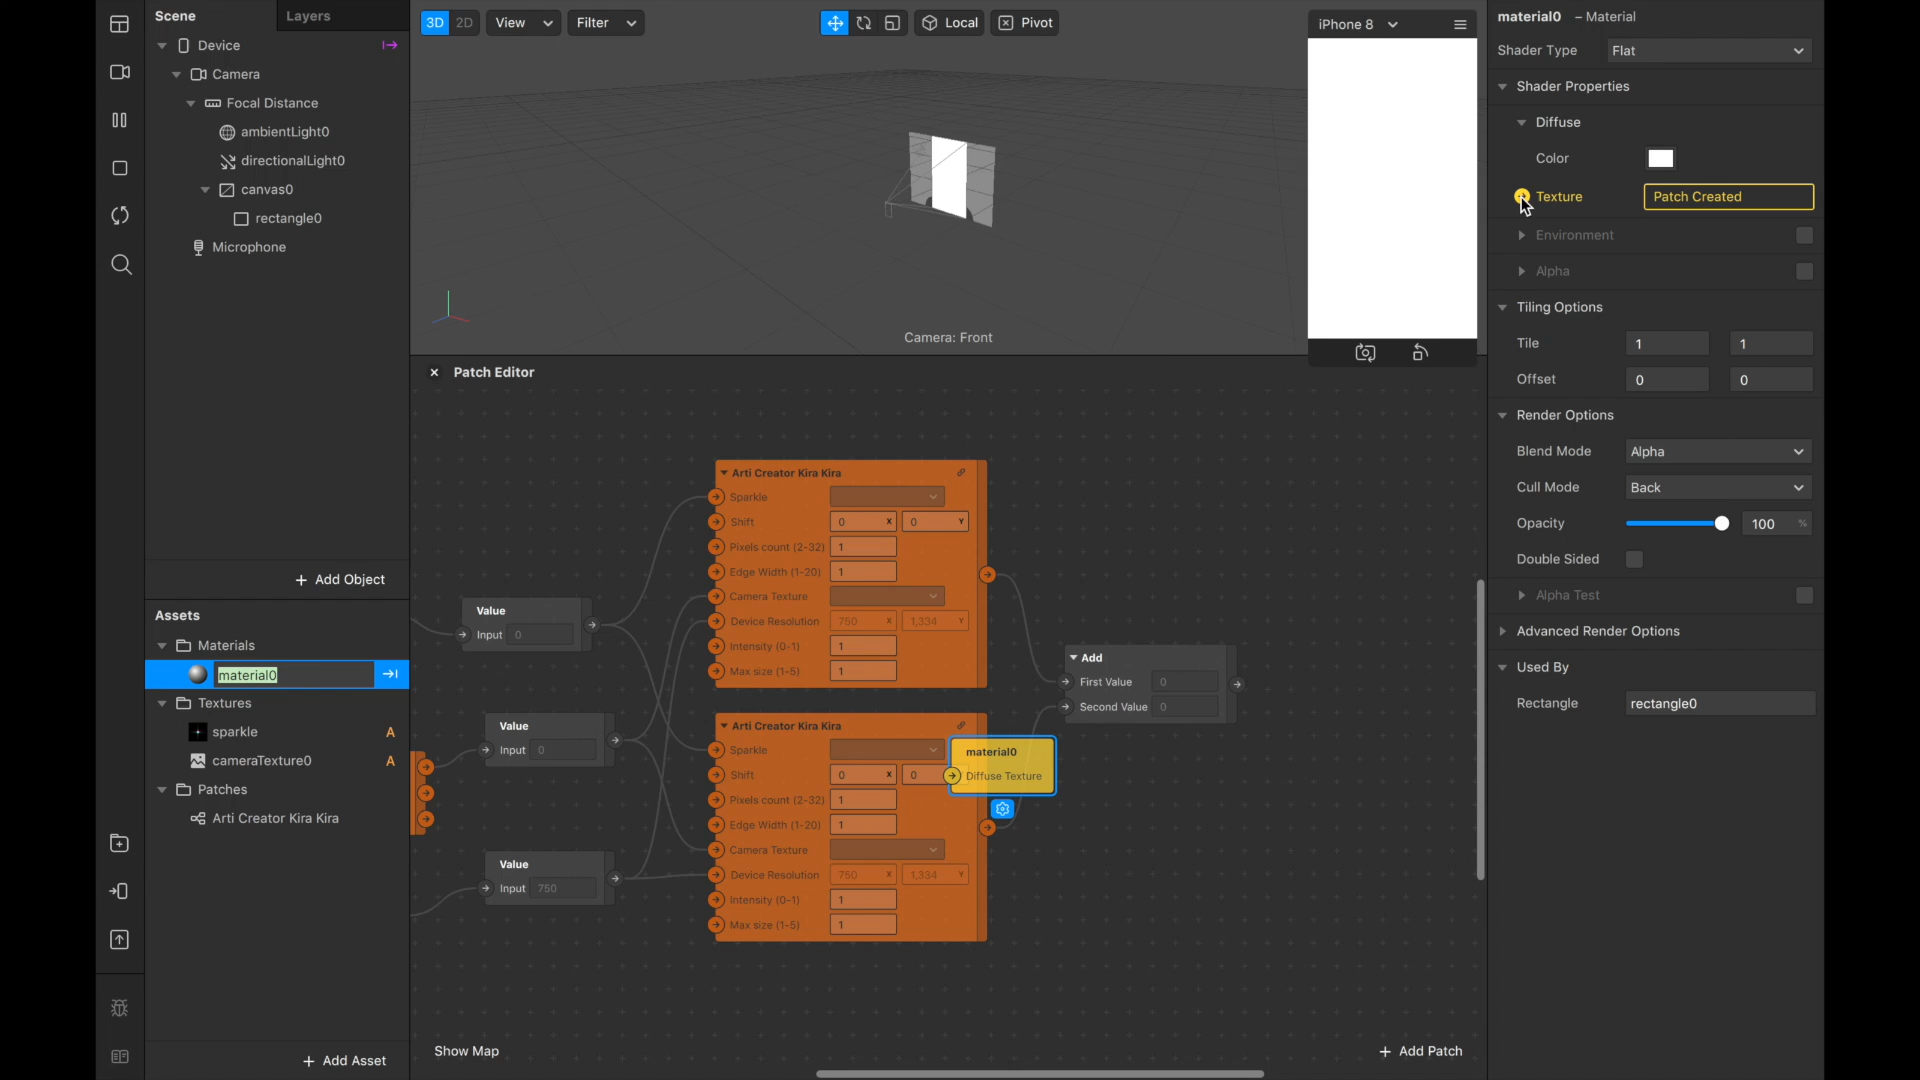 Scene
Layers
Device
Camera
Focal Distance
ambientLight0
directionalLight0
canvas0
rectangle0
Microphone
+ Add Object
Assets
Materials
material0
Textures
sparkle A
cameraTexture0 A
Patches
Arti Creator Kira Kira
+ Add Asset
3D 2D View Filter Local Pivot
Camera: Front
iPhone 8
Patch Editor
Value
Input 0
Value
Input 0
Value
Input 750
Arti Creator Kira Kira
Sparkle
Shift 0 X 0 Y
Pixels count (2-32) 1
Edge Width (1-20) 1
Camera Texture
Device Resolution 750 X 1,334 Y
Intensity (0-1) 1
Max size (1-5) 1
Arti Creator Kira Kira
Sparkle
Shift 0 X 0
Pixels count (2-32) 1
Edge Width (1-20) 1
Camera Texture
Device Resolution 750 X 1,334 Y
Intensity (0-1) 1
Max size (1-5) 1
material0
Diffuse Texture
Add
First Value 0
Second Value 0
Show Map
+ Add Patch
material0 – Material
Shader Type Flat
Shader Properties
Diffuse
Color
Texture Patch Created
Environment
Alpha
Tiling Options
Tile 1 1
Offset 0 0
Render Options
Blend Mode Alpha
Cull Mode Back
Opacity 100 %
Double Sided
Alpha Test
Advanced Render Options
Used By
Rectangle rectangle0